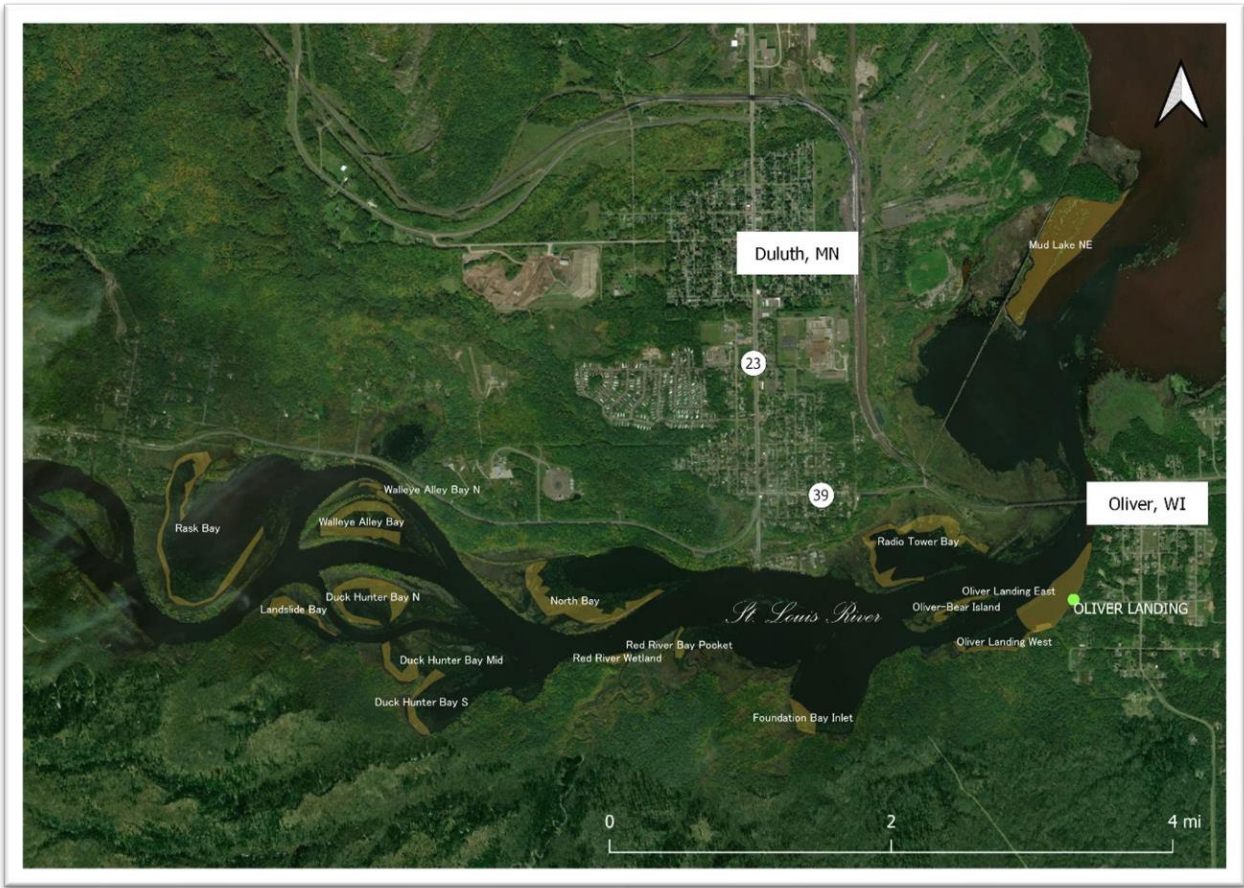 Duluth, MN
Mud Lake NE
23
Walleye Alley Bay N
39
Oliver, WI
Walleye Alley Bay
Rask Bay
Radio Tower Bay
Oliver Landing East
Duck Hunter Bay N
North Bay
Landslide Bay
Oliver-Bear Island
OLIVER LANDING
St. Louis River
Oliver Landing West
Red River Bay Pocket
Red River Wetland
Duck Hunter Bay Mid
Duck Hunter Bay S
Foundation Bay Inlet
0 2 4 mi